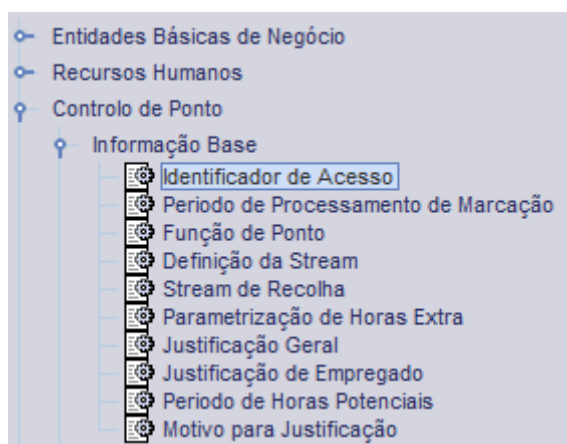 Entidades Básicas de Negócio
Recursos Humanos
Controlo de Ponto
Informação Base
Identificador de Acesso
Periodo de Processamento de Marcação
Função de Ponto
Definição da Stream
Stream de Recolha
Parametrização de Horas Extra
Justificação Geral
Justificação de Empregado
Periodo de Horas Potenciais
Motivo para Justificação